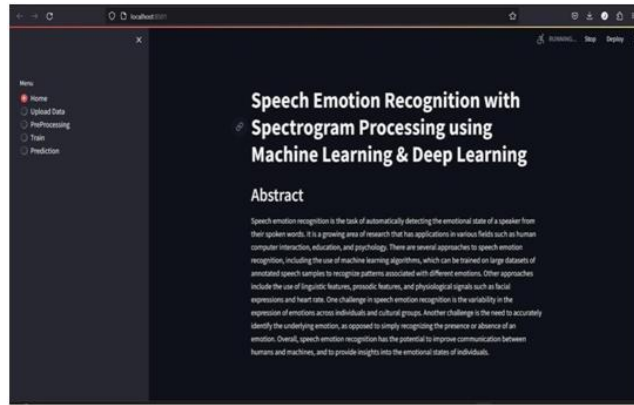 localhost:8501
RUNNING... Stop Deploy
Menu
Home
Upload Data
PreProcessing
Train
Prediction
Speech Emotion Recognition with
Spectrogram Processing using
Machine Learning & Deep Learning
Abstract
Speech emotion recognition is the task of automatically detecting the emotional state of a speaker from
their spoken words. It is a growing area of research that has applications in various fields such as human
computer interaction, education, and psychology. There are several approaches to speech emotion
recognition, including the use of machine learning algorithms, which can be trained on large datasets of
annotated speech samples to recognize patterns associated with different emotions. Other approaches
include the use of linguistic features, prosodic features, and physiological signals such as facial
expressions and heart rate. One challenge in speech emotion recognition is the variability in the
expression of emotions across individuals and cultural groups. Another challenge is the need to accurately
identify the underlying emotion, as opposed to simply recognizing the presence or absence of an
emotion. Overall, speech emotion recognition has the potential to improve communication between
humans and machines, and to provide insights into the emotional states of individuals.